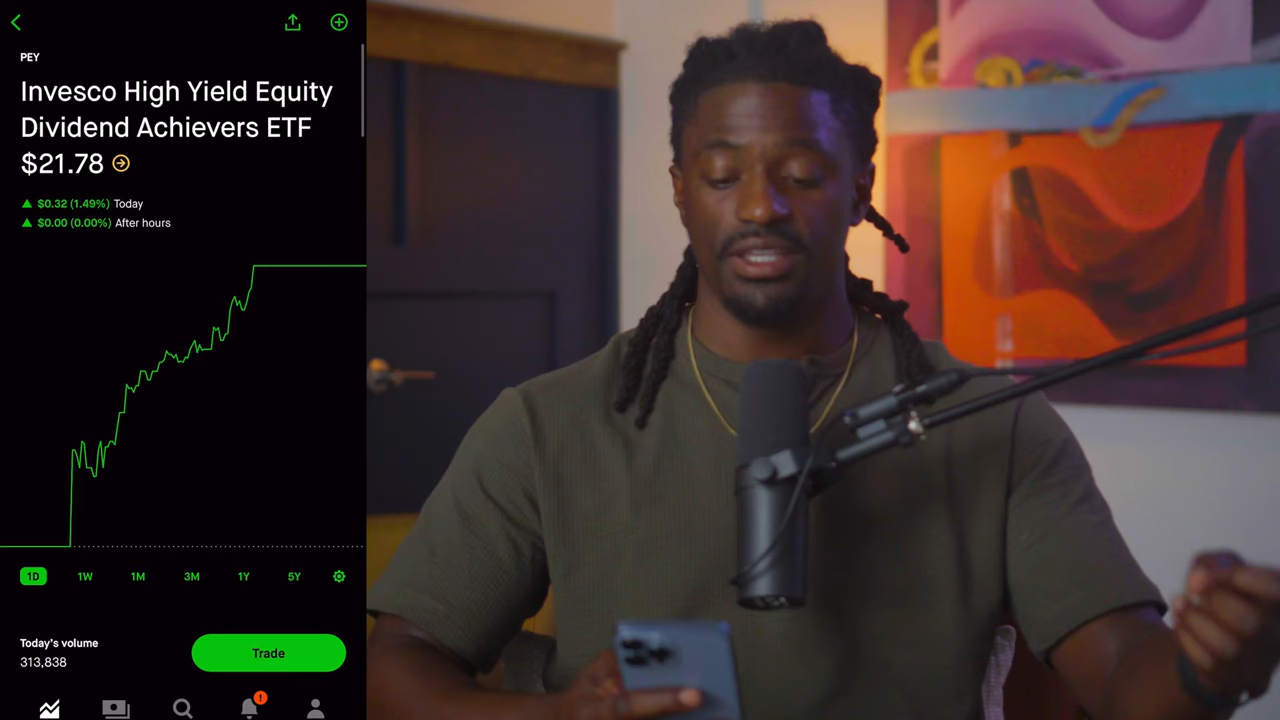 PEY
Invesco High Yield Equity
Dividend Achievers ETF
$21.78
▲ $0.32 (1.49%) Today
▲ $0.00 (0.00%) After hours
1D 1W 1M 3M 1Y 5Y
Today's volume
313,838
Trade
!